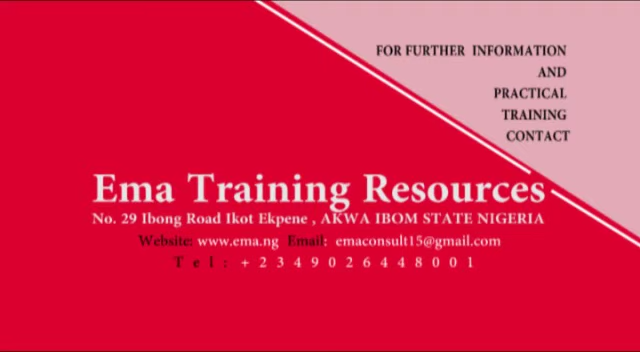 FOR FURTHER INFORMATION
AND
PRACTICAL
TRAINING
CONTACT
Ema Training Resources
No. 29 Ibong Road Ikot Ekpene , AKWA IBOM STATE NIGERIA
Website: www.ema.ng Email: emaconsult15@gmail.com
Tel: +2349026448001